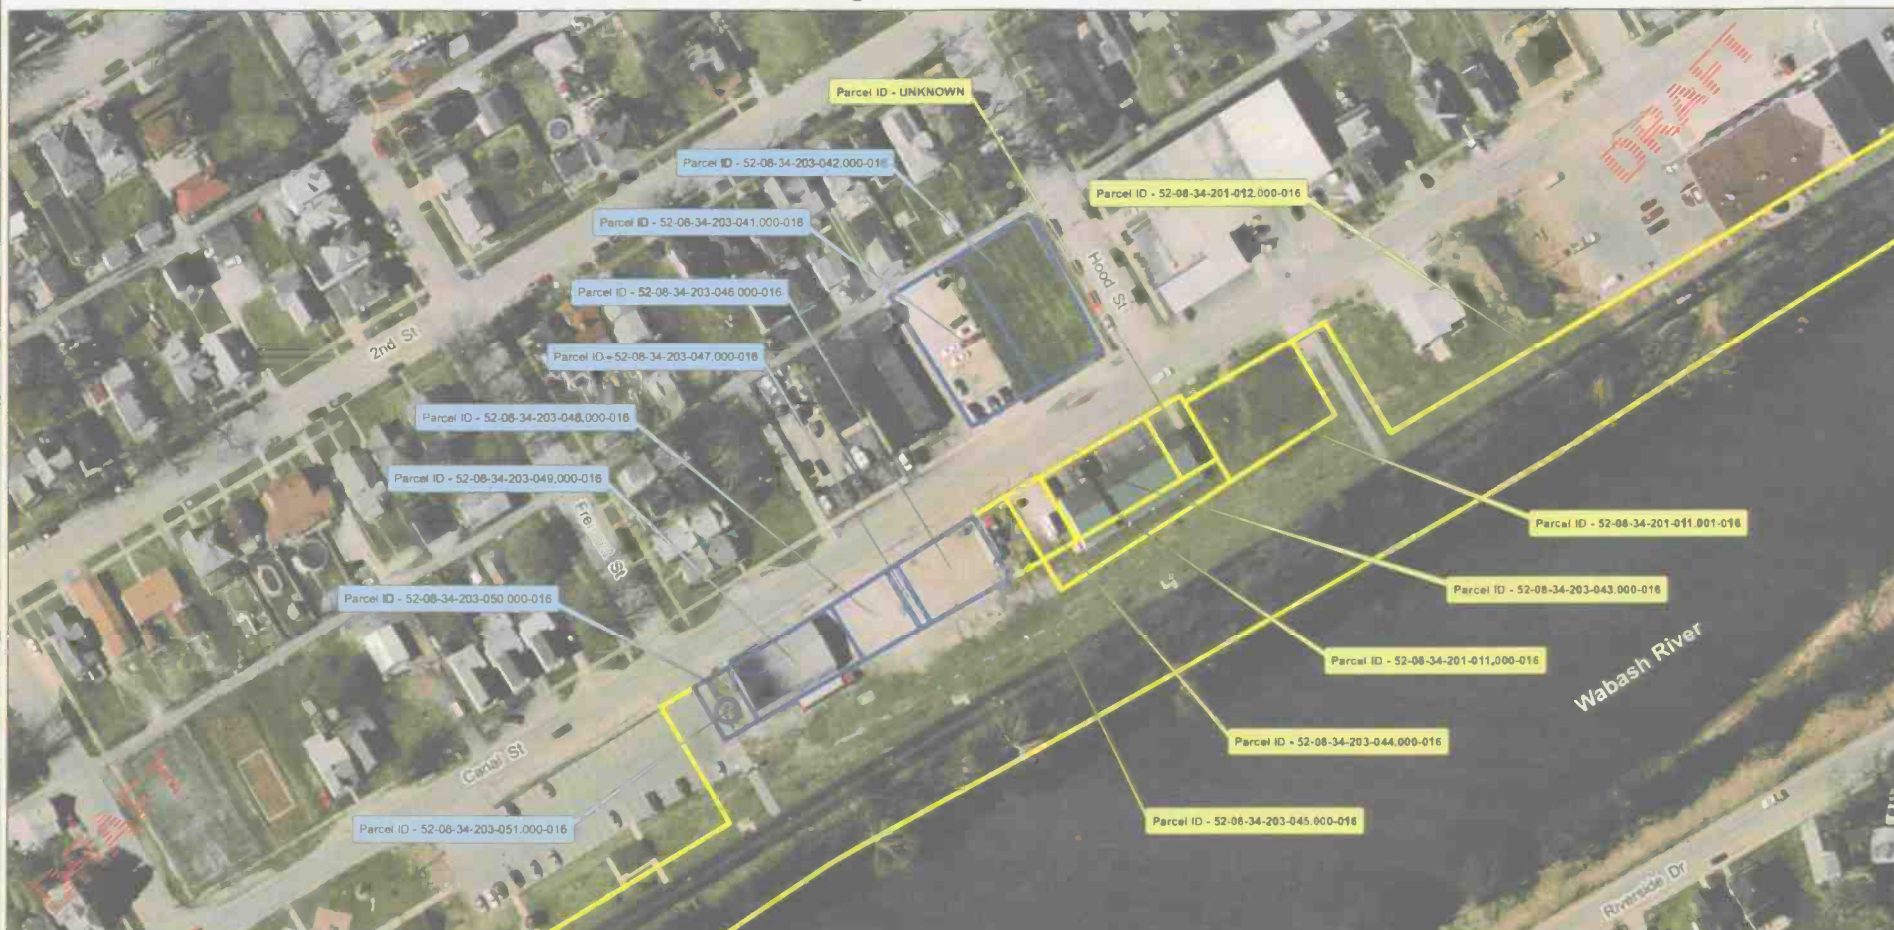 Parcel ID - UNKNOWN
Parcel ID - 52-08-34-203-042.000-016
Parcel ID - 52-08-34-201-012.000-016
Parcel ID - 52-08-34-203-041.000-016
Parcel ID - 52-08-34-203-046.000-016
Parcel ID - 52-08-34-203-047.000-016
Parcel ID - 52-08-34-203-048.000-016
Parcel ID - 52-08-34-203-049.000-016
Parcel ID - 52-08-34-203-050.000-016
Parcel ID - 52-08-34-203-051.000-016
Parcel ID - 52-08-34-201-011.001-016
Parcel ID - 52-08-34-203-043.000-016
Parcel ID - 52-08-34-201-011.000-016
Parcel ID - 52-08-34-203-044.000-016
Parcel ID - 52-08-34-203-045.000-016
DRAFT
Hood St
2nd St
St
Canal St
Wabash River
Riverside Dr